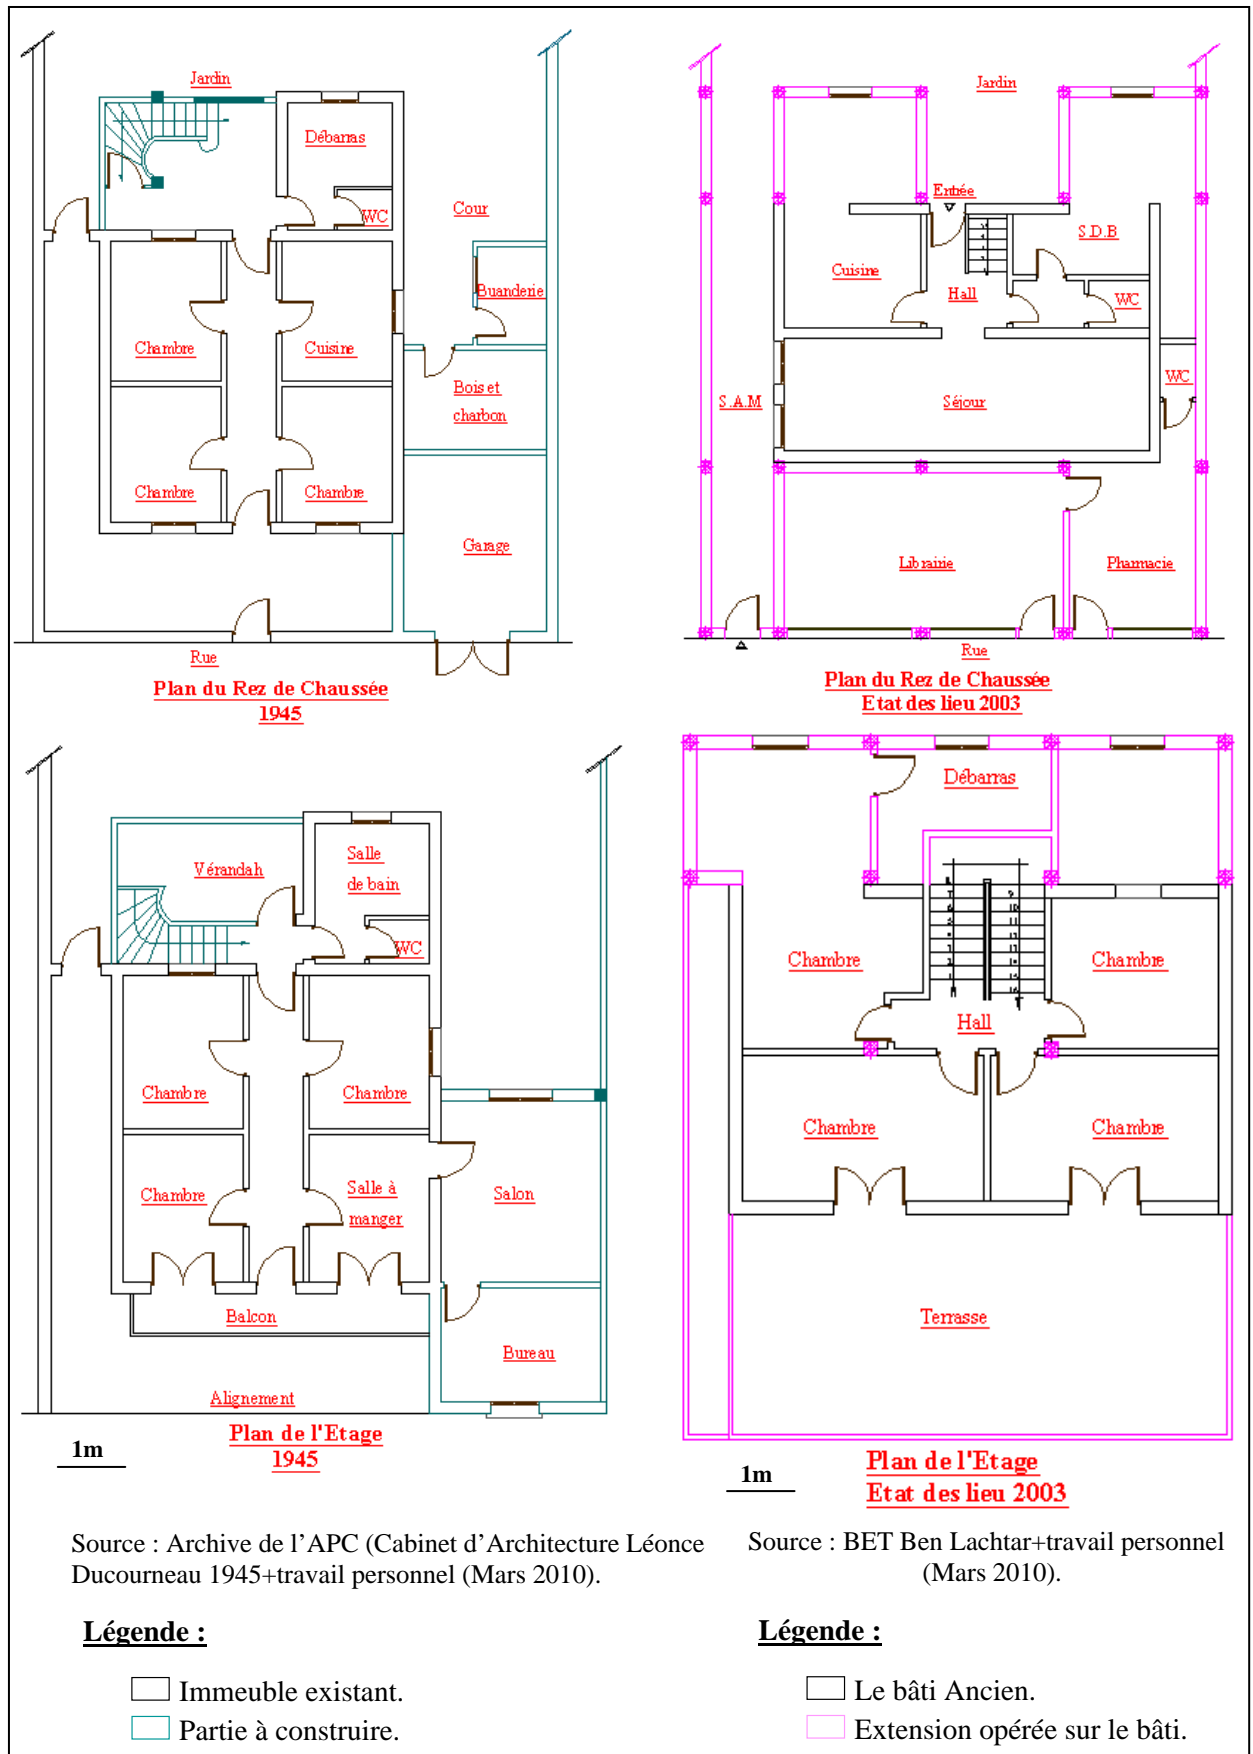 Jardin
Débarras
WC
Cour
Buanderie
Chambre
Cuisine
Bois et
charbon
Chambre
Chambre
Garage
Rue
Plan du Rez de Chaussée
1945
Jardin
Entrée
S.D.B
Cuisine
Hall
WC
WC
S.A.M
Séjour
Librairie
Pharmacie
Rue
Plan du Rez de Chaussée
Etat des lieu 2003
Vérandah
Salle
de bain
WC
Chambre
Chambre
Chambre
Salle à
manger
Salon
Balcon
Bureau
Alignement
Plan de l'Etage
1945
1m
Débarras
Chambre
Chambre
Hall
Chambre
Chambre
Terrasse
Plan de l'Etage
Etat des lieu 2003
1m
Source : Archive de l’APC (Cabinet d’Architecture Léonce
Ducourneau 1945+travail personnel (Mars 2010).
Source : BET Ben Lachtar+travail personnel
(Mars 2010).
Légende :
Immeuble existant.
Partie à construire.
Légende :
Le bâti Ancien.
Extension opérée sur le bâti.